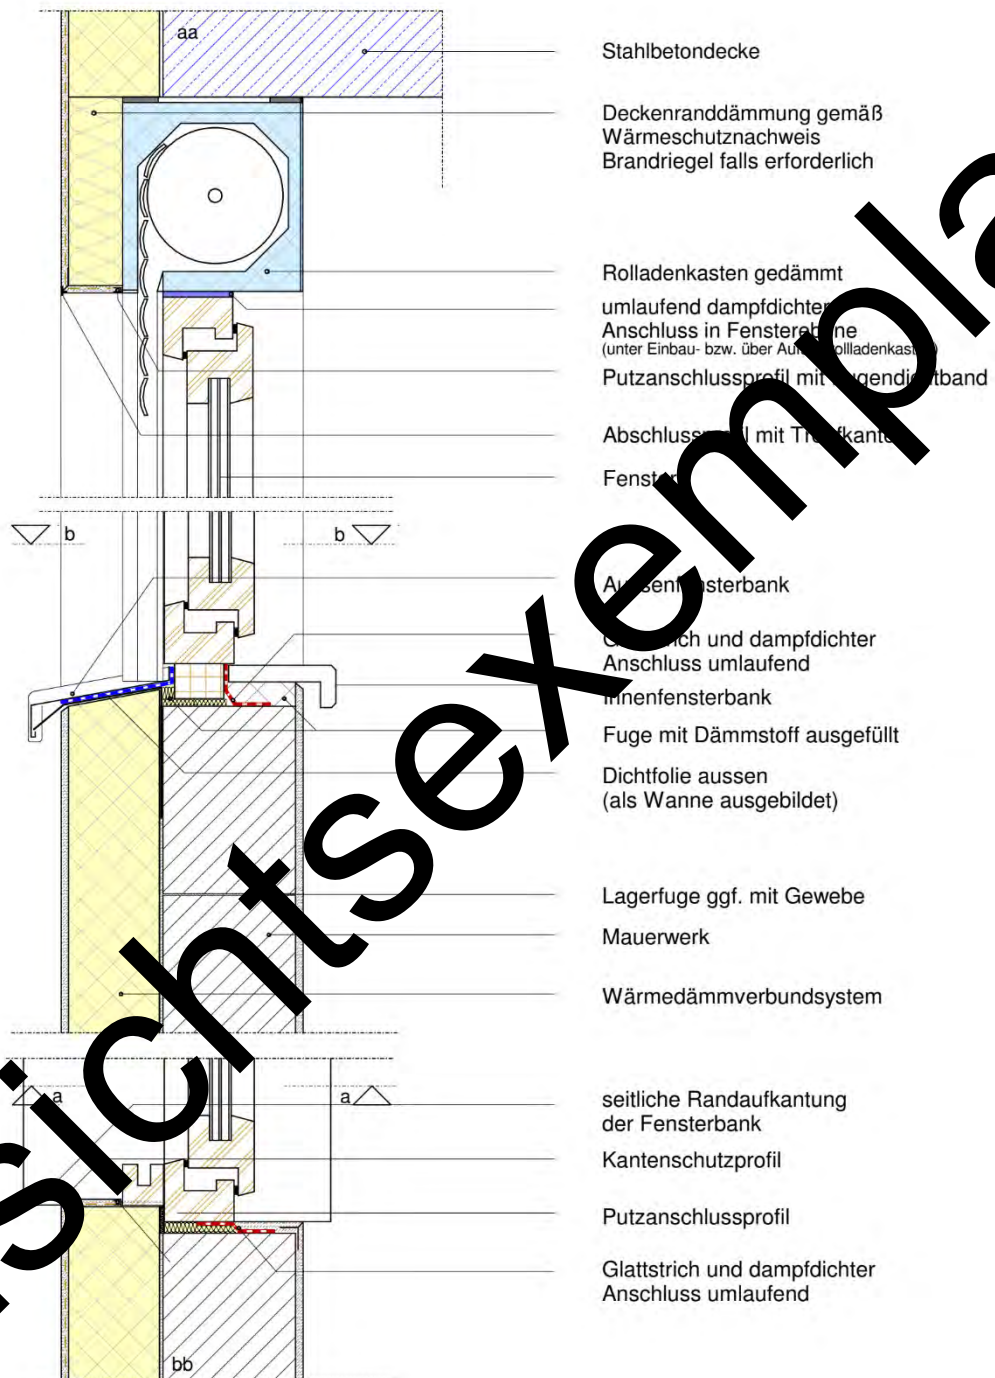 aa
Stahlbetondecke
Deckenranddämmung gemäß
Wärmeschutznachweis
Brandriegel falls erforderlich
Rolladenkasten gedämmt
umlaufend dampfdichter
Anschluss in Fensterebene
(unter Einbau- bzw. über Aufsatzrollladenkasten)
Putzanschlussprofil mit Fugendichtband
Abschlussprofil mit Tropfkante
Fenster
b b
Aussenfensterbank
Glattstrich und dampfdichter
Anschluss umlaufend
Innenfensterbank
Fuge mit Dämmstoff ausgefüllt
Dichtfolie aussen
(als Wanne ausgebildet)
Lagerfuge ggf. mit Gewebe
Mauerwerk
Wärmedämmverbundsystem
a a
seitliche Randaufkantung
der Fensterbank
Kantenschutzprofil
Putzanschlussprofil
Glattstrich und dampfdichter
Anschluss umlaufend
bb
sichtsexempla